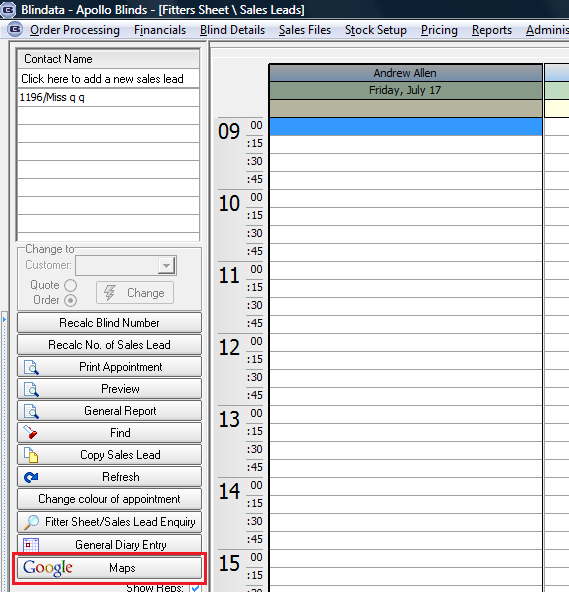 Blindata - Apollo Blinds - [Fitters Sheet \ Sales Leads]
Order Processing Financials Blind Details Sales Files Stock Setup Pricing Reports Adminis
Contact Name
Click here to add a new sales lead
1196/Miss q q
Change to
Customer:
Quote
Order
Change
Recalc Blind Number
Recalc No. of Sales Lead
Print Appointment
Preview
General Report
Find
Copy Sales Lead
Refresh
Change colour of appointment
Fitter Sheet/Sales Lead Enquiry
General Diary Entry
Google Maps
Show Reps:
Andrew Allen
Friday, July 17
09 00
:15
:30
:45
10 00
:15
:30
:45
11 00
:15
:30
:45
12 00
:15
:30
:45
13 00
:15
:30
:45
14 00
:15
:30
:45
15 00
:15
:30